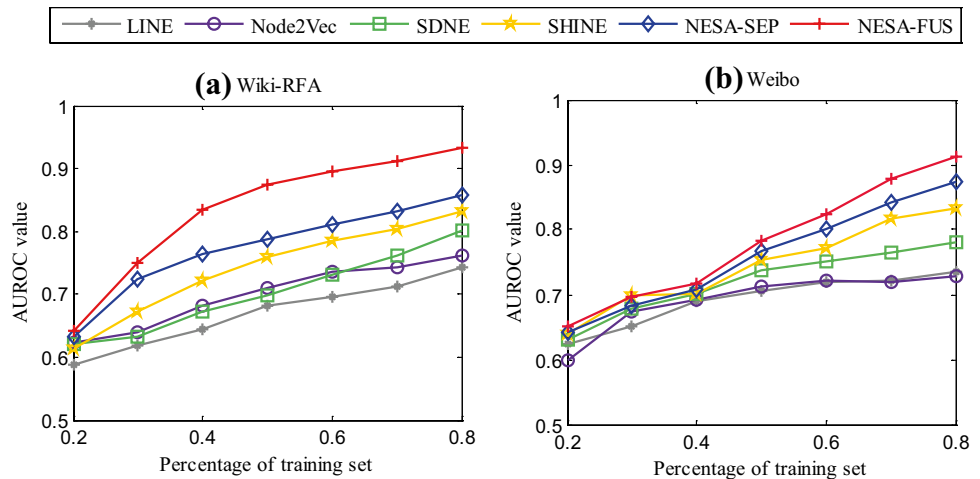 LINE Node2Vec SDNE SHINE NESA-SEP NESA-FUS
(a) Wiki-RFA
1
0.9
0.8
0.7
0.6
0.5
0.2 0.4 0.6 0.8
AUROC value
Percentage of training set
(b) Weibo
1
0.9
0.8
0.7
0.6
0.5
0.2 0.4 0.6 0.8
AUROC value
Percentage of training set